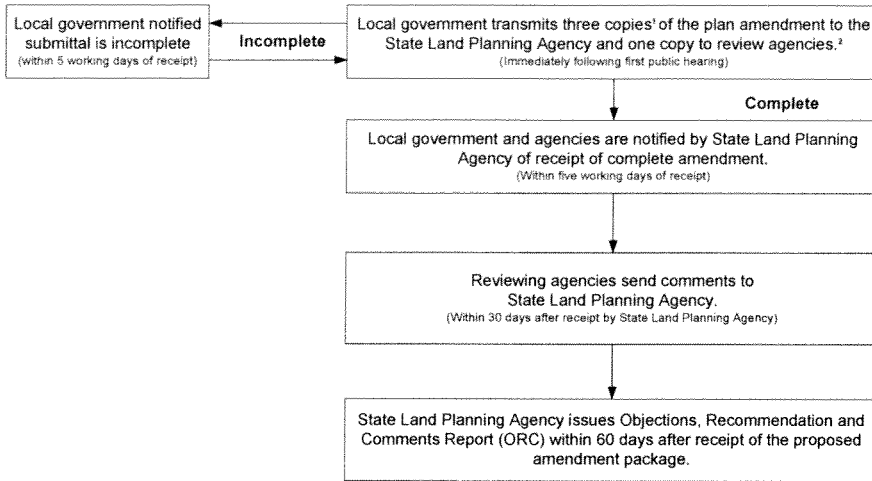 Local government notified
submittal is incomplete
(within 5 working days of receipt)
Incomplete
Local government transmits three copies¹ of the plan amendment to the
State Land Planning Agency and one copy to review agencies.²
(Immediately following first public hearing)
Complete
Local government and agencies are notified by State Land Planning
Agency of receipt of complete amendment.
(Within five working days of receipt)
Reviewing agencies send comments to
State Land Planning Agency.
(Within 30 days after receipt by State Land Planning Agency)
State Land Planning Agency issues Objections, Recommendation and
Comments Report (ORC) within 60 days after receipt of the proposed
amendment package.